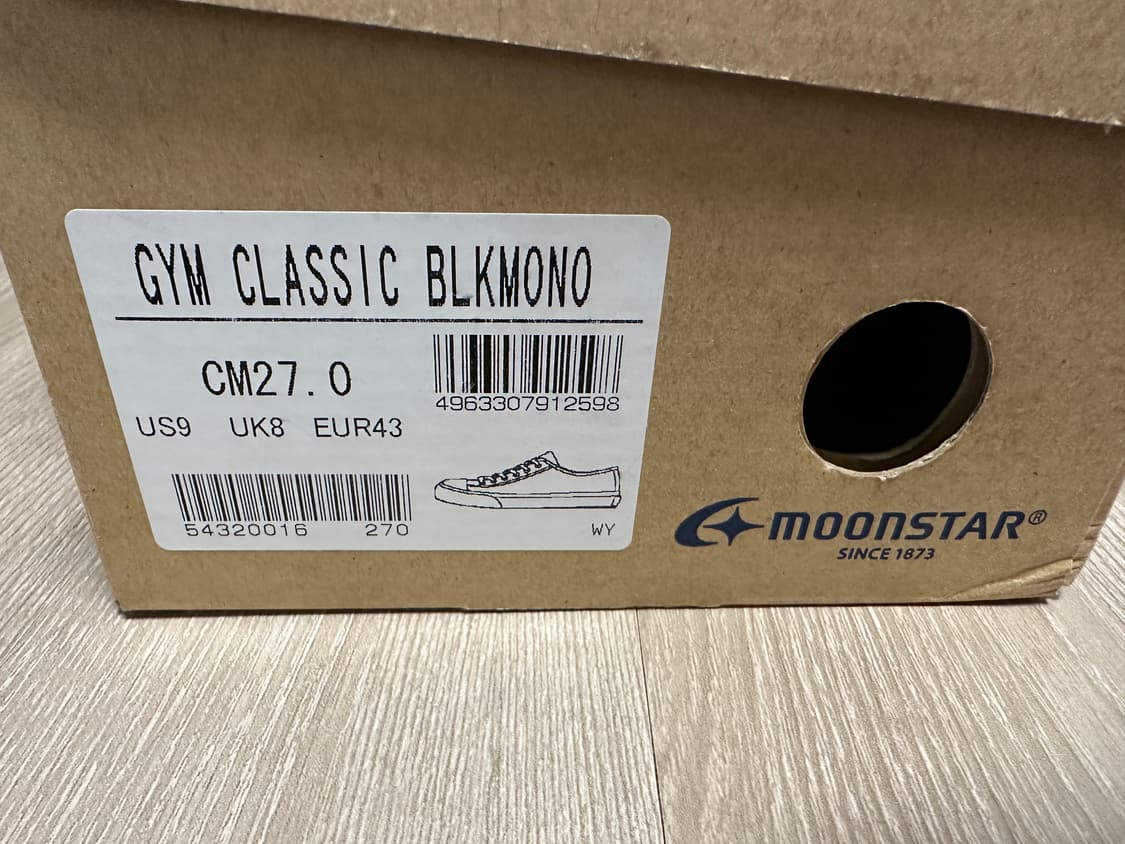 GYM CLASSIC BLKMONO
CM27.0
4963307912598
US9 UK8 EUR43
54320016 270
WY
MOONSTAR®
SINCE 1873